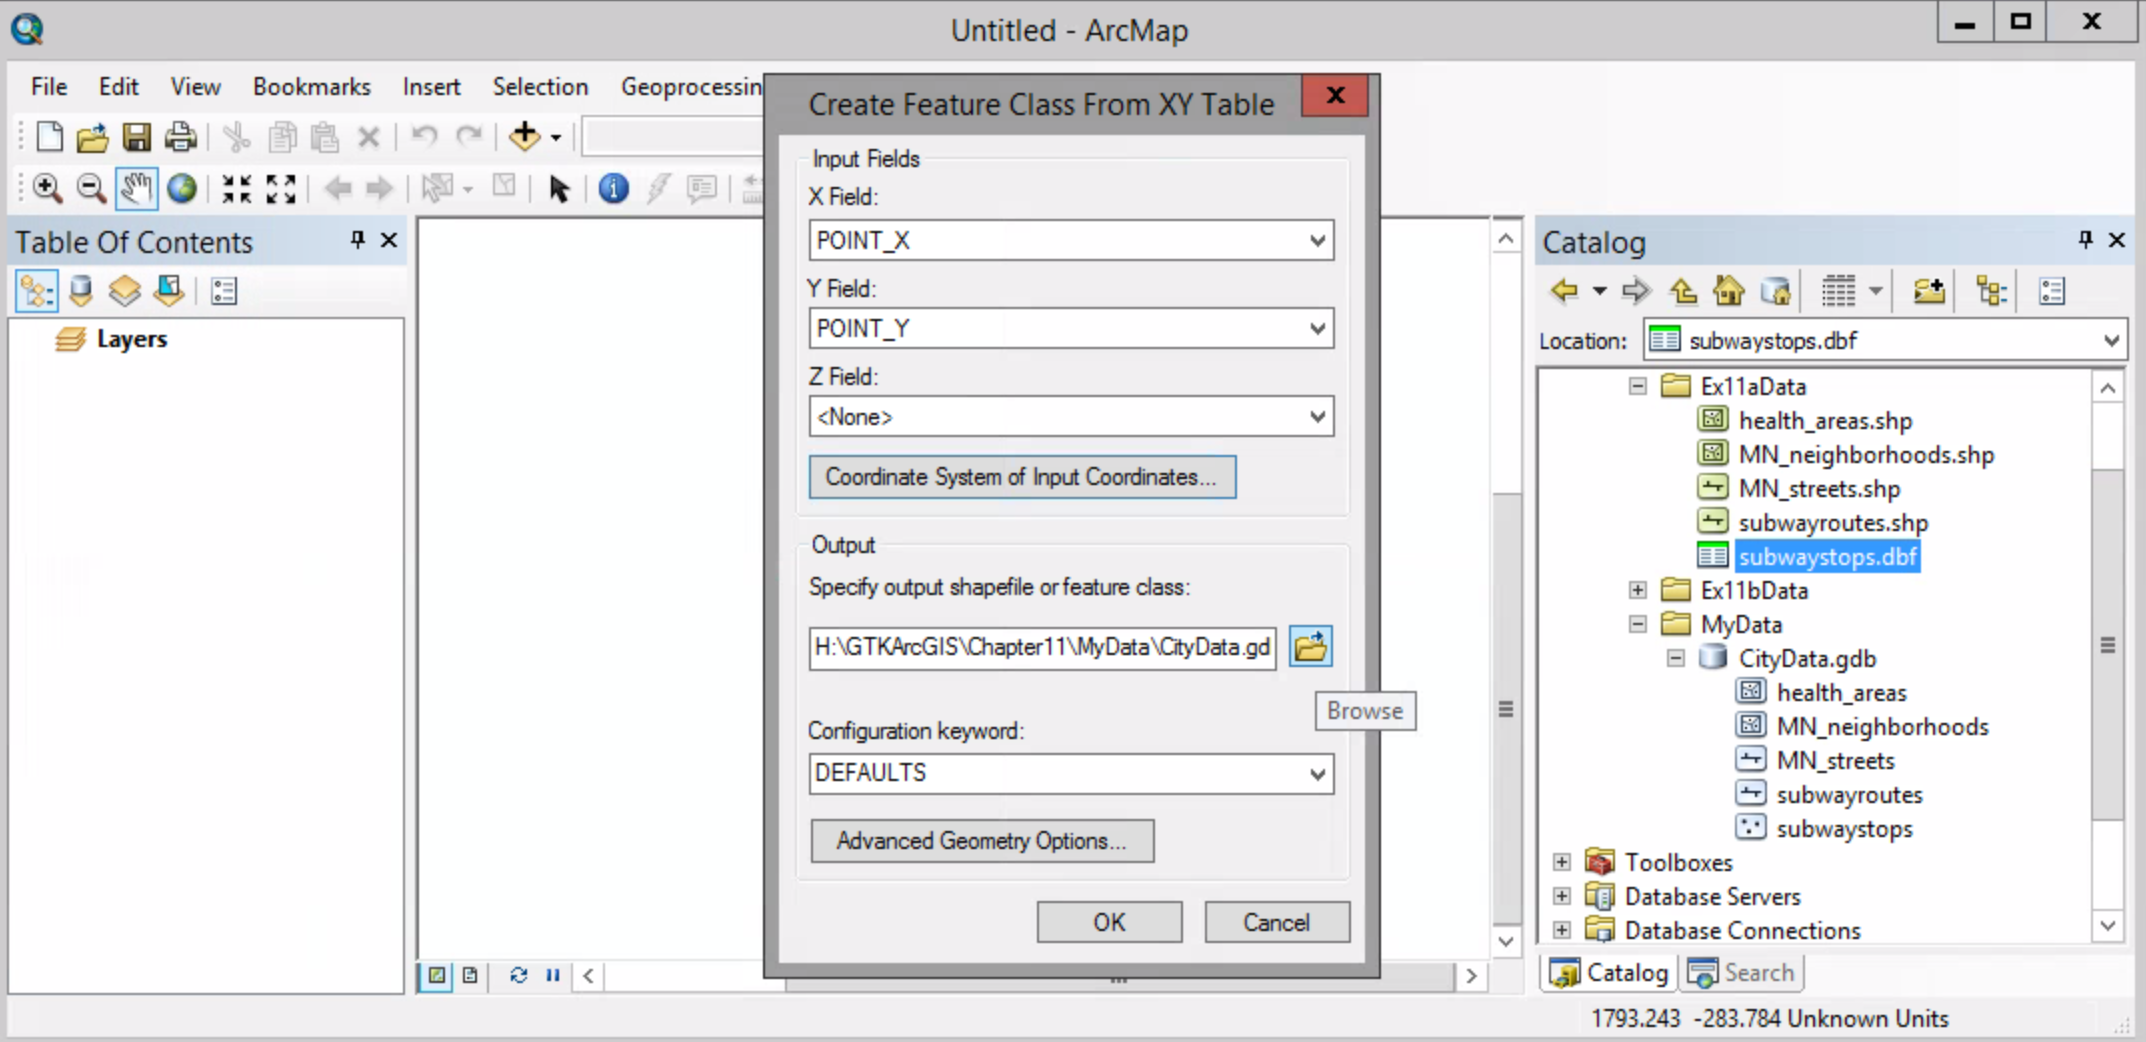 Untitled - ArcMap
File Edit View Bookmarks Insert Selection Geoprocessin
Create Feature Class From XY Table
Input Fields
X Field:
POINT_X
Y Field:
POINT_Y
Z Field:
<None>
Coordinate System of Input Coordinates...
Output
Specify output shapefile or feature class:
H:\GTKArcGIS\Chapter11\MyData\CityData.gd
Browse
Configuration keyword:
DEFAULTS
Advanced Geometry Options...
OK Cancel
Table Of Contents
Layers
Catalog
Location: subwaystops.dbf
Ex11aData
health_areas.shp
MN_neighborhoods.shp
MN_streets.shp
subwayroutes.shp
subwaystops.dbf
Ex11bData
MyData
CityData.gdb
health_areas
MN_neighborhoods
MN_streets
subwayroutes
subwaystops
Toolboxes
Database Servers
Database Connections
Catalog Search
1793.243 -283.784 Unknown Units